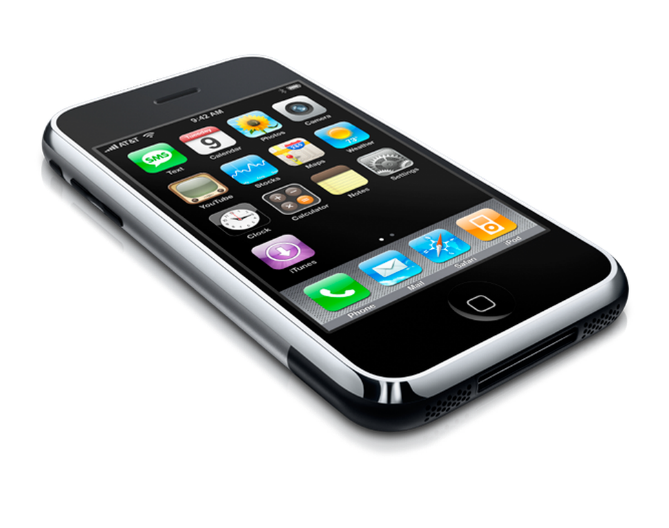 AT&T 9:42 AM
SMS Tuesday 9 73°
Text Calendar Photos Camera
YouTube Stocks Maps Weather
Clock Calculator Notes Settings
iTunes
Phone Mail Safari iPod